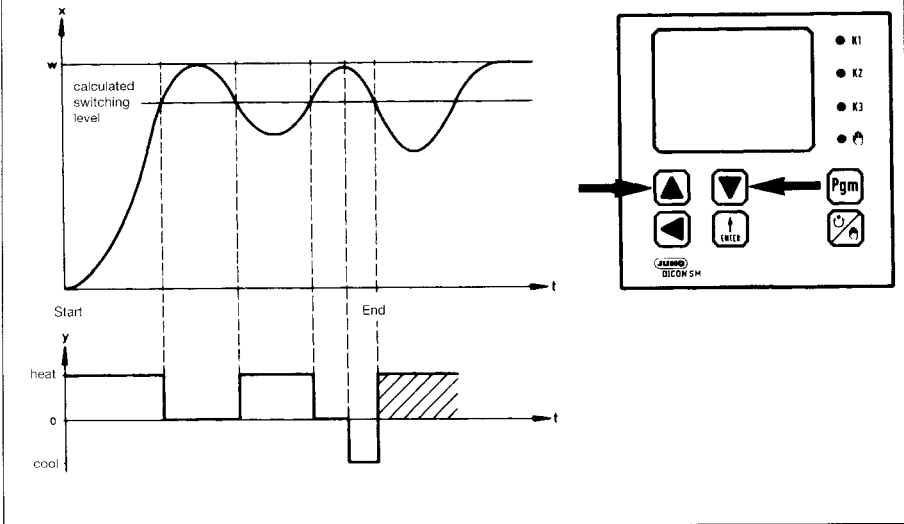 x
w
calculated
switching
level
t
Start
End
y
heat
0
cool
t
K1
K2
K3
Pgm
ENTER
JUMO
DICON SM